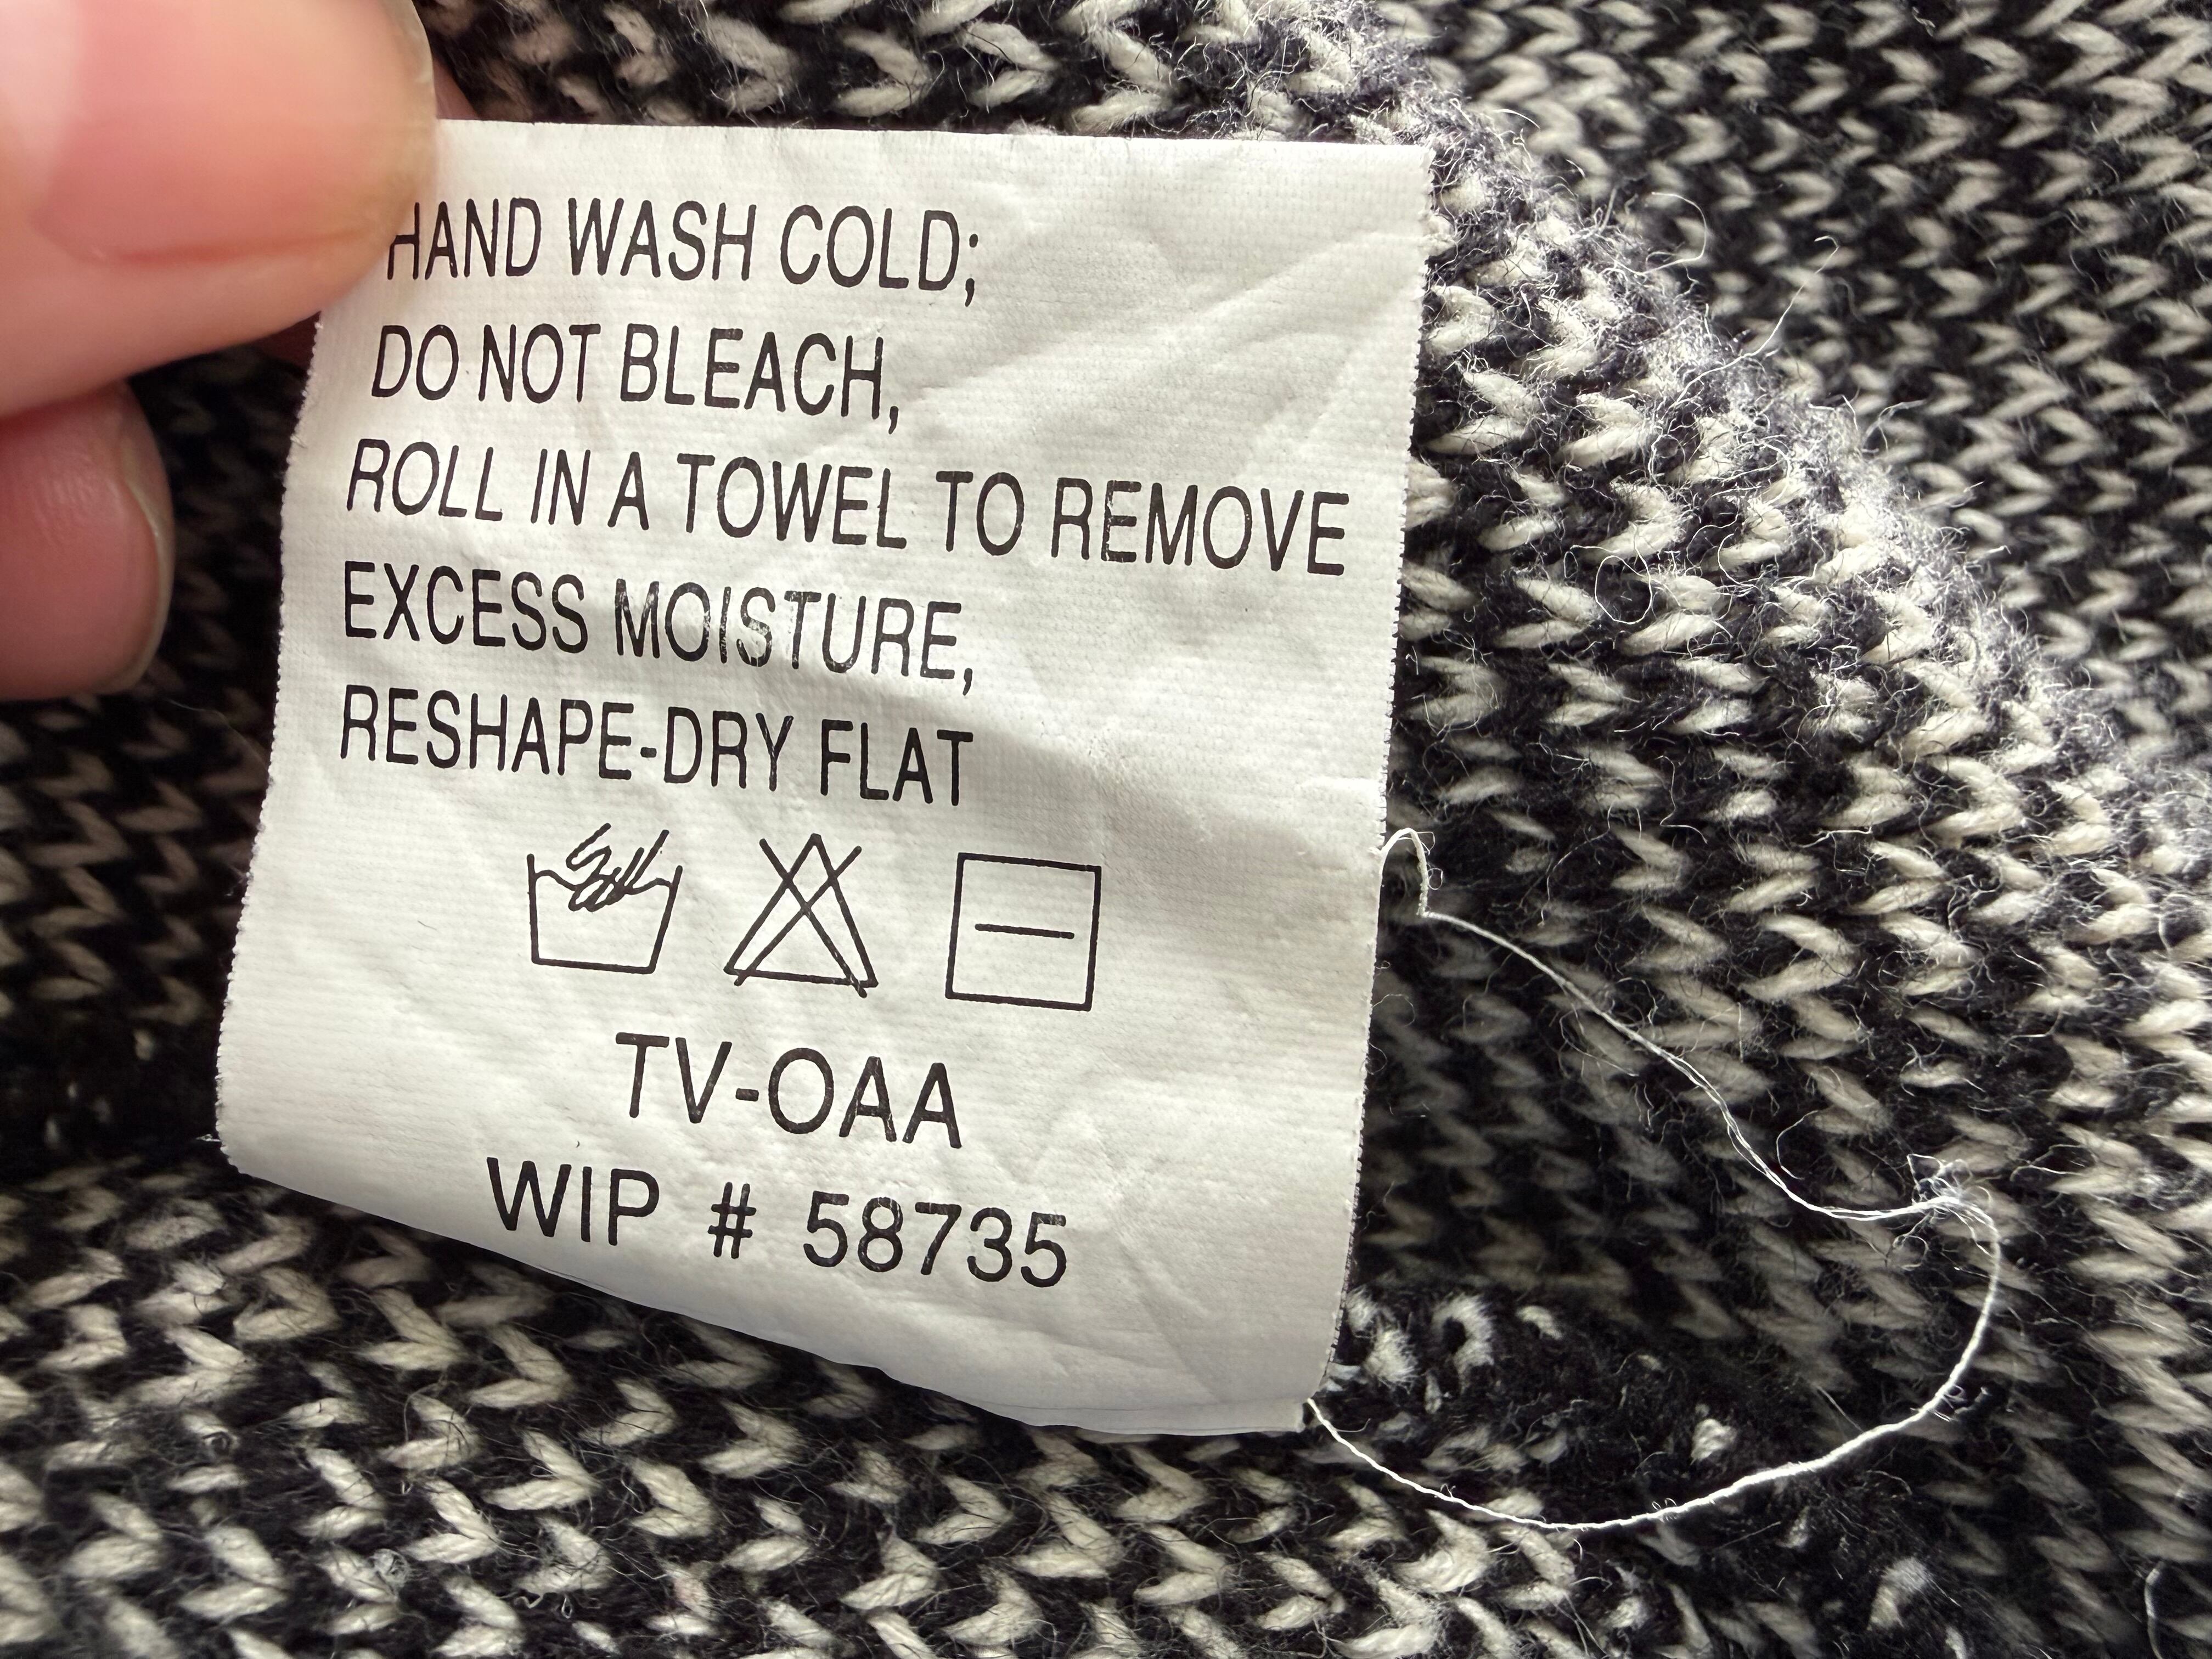 HAND WASH COLD;
DO NOT BLEACH,
ROLL IN A TOWEL TO REMOVE
EXCESS MOISTURE,
RESHAPE-DRY FLAT
TV-OAA
WIP # 58735